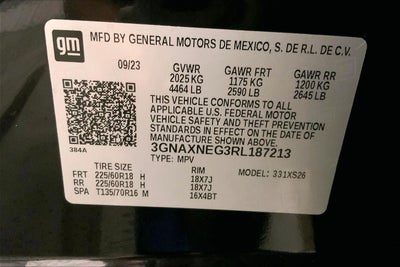 gm
MFD BY GENERAL MOTORS DE MEXICO, S. DE R.L. DE C.V.
09/23 GVWR GAWR FRT GAWR RR
2025 KG 1175 KG 1200 KG
4464 LB 2590 LB 2645 LB
THIS VEHICLE CONFORMS TO ALL
APPLICABLE U.S. FEDERAL MOTOR
VEHICLE SAFETY AND THEFT PREVENTION
STANDARDS IN EFFECT ON THE DATE OF
MANUFACTURE SHOWN ABOVE.
384A 3GNAXNEG3RL187213
TYPE: MPV
TIRE SIZE RIM MODEL: 331XS26
FRT 225/60R18 H 18X7J
RR 225/60R18 H 18X7J
SPA T135/70R16 M 16X4BT